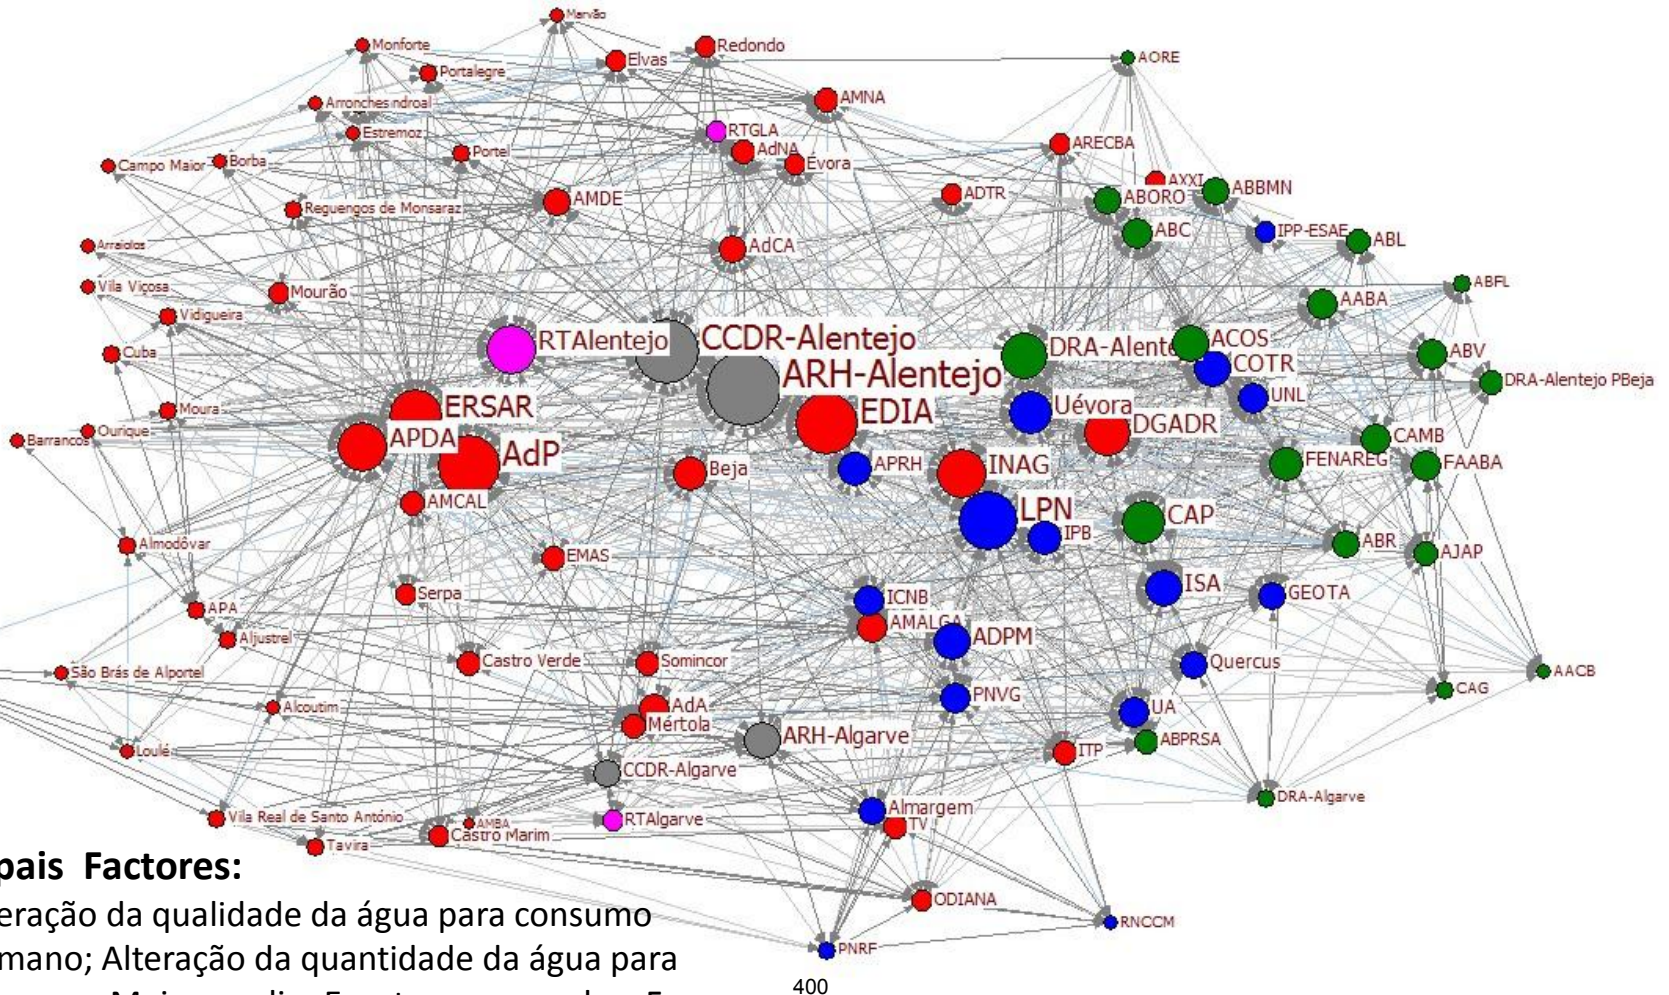 Marvão
Monforte
Redondo
Elvas
AORE
Portalegre
AMNA
Arronches ndroal
Estremoz
RTGLA
ARECBA
AdNA
Portel
Évora
Campo Maior
Borba
AXXI
ABBMN
ADTR
ABORO
AMDE
Reguengos de Monsaraz
ABC
IPP-ESAE
ABL
Arraiolos
AdCA
Vila Viçosa
Mourão
ABFL
AABA
Vidigueira
RTAlentejo
CCDR-Alentejo
DRA-Alente
ACOS
Cuba
ABV
COTR
ARH-Alentejo
DRA-Alentejo PBeja
UNL
Moura
ERSAR
EDIA
Uévora
DGADR
Ourique
Barrancos
APDA
CAMB
AdP
Beja
APRH
INAG
FENAREG
FAABA
AMCAL
LPN
CAP
IPB
Almodôvar
EMAS
ABR
AJAP
ISA
Serpa
ICNB
GEOTA
APA
AMALGA
Aljustrel
ADPM
Castro Verde
Somincor
Quercus
São Brás de Alportel
AACB
CAG
PNVG
Alcoutim
AdA
UA
Mértola
ARH-Algarve
ABPRSA
Loulé
ITP
CCDR-Algarve
DRA-Algarve
Almargem
Vila Real de Santo António
AMBA
RTAlgarve
TV
Castro Marim
Tavira
pais Factores:
ODIANA
eração da qualidade da água para consumo
RNCCM
PNRF
mano; Alteração da quantidade da água para
400